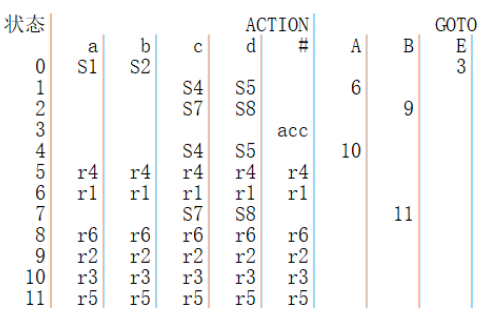 状态 ACTION GOTO
a b c d # A B E
0 S1 S2 3
1 S4 S5 6
2 S7 S8 9
3 acc
4 S4 S5 10
5 r4 r4 r4 r4 r4
6 r1 r1 r1 r1 r1
7 S7 S8 11
8 r6 r6 r6 r6 r6
9 r2 r2 r2 r2 r2
10 r3 r3 r3 r3 r3
11 r5 r5 r5 r5 r5